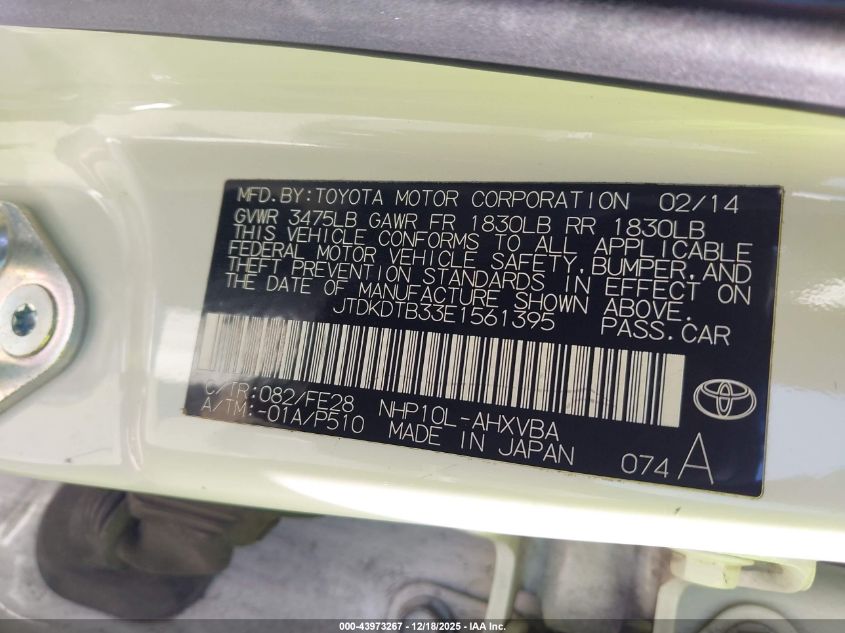 MFD.BY:TOYOTA MOTOR CORPORATION 02/14
GVWR 3475LB GAWR FR 1830LB RR 1830LB
THIS VEHICLE CONFORMS TO ALL APPLICABLE
FEDERAL MOTOR VEHICLE SAFETY,BUMPER,AND
THEFT PREVENTION STANDARDS IN EFFECT ON
THE DATE OF MANUFACTURE SHOWN ABOVE.
JTDKDTB33E1561395 PASS.CAR
C/TR:082/FE28 NHP10L-AHXVBA
A/TM:-01A/P510 MADE IN JAPAN
074 A
000-43973267 - 12/18/2025 - IAA Inc.